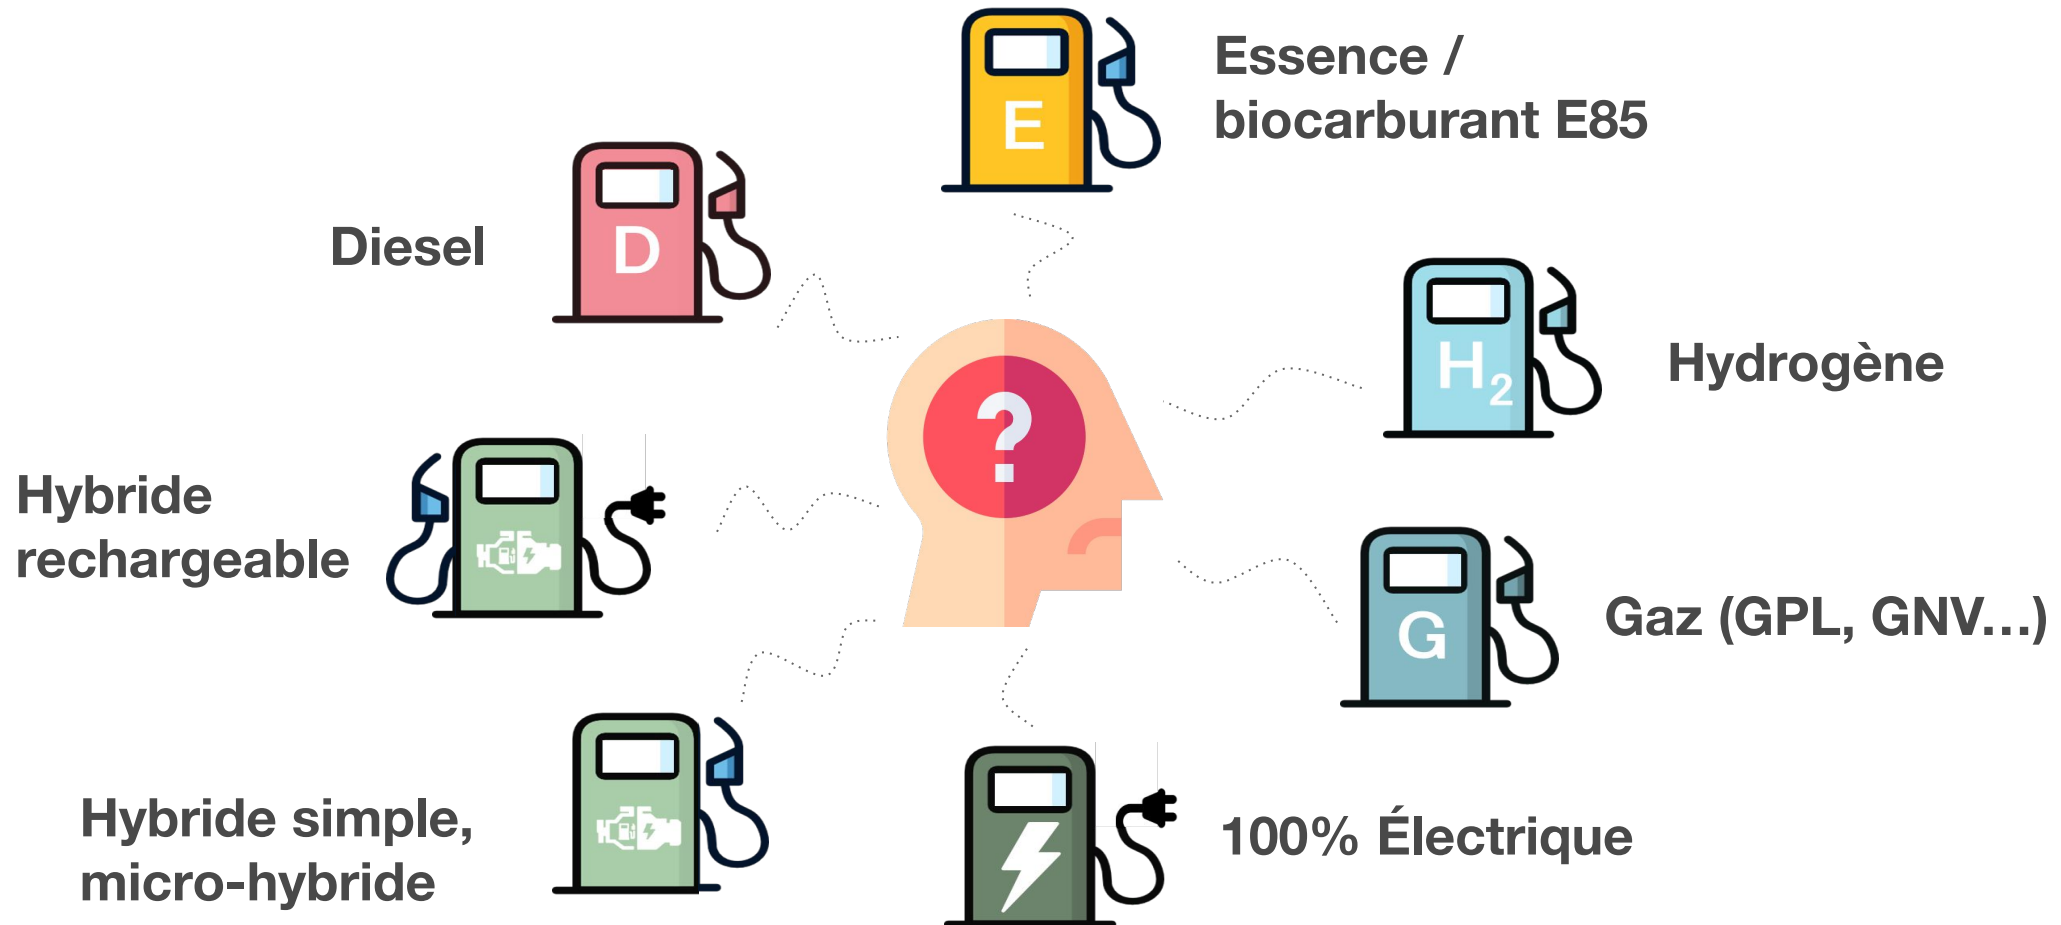 Essence /
biocarburant E85
E
Diesel
D
Hydrogène
H2
?
Hybride
rechargeable
Gaz (GPL, GNV...)
G
Hybride simple,
micro-hybride
100% Électrique